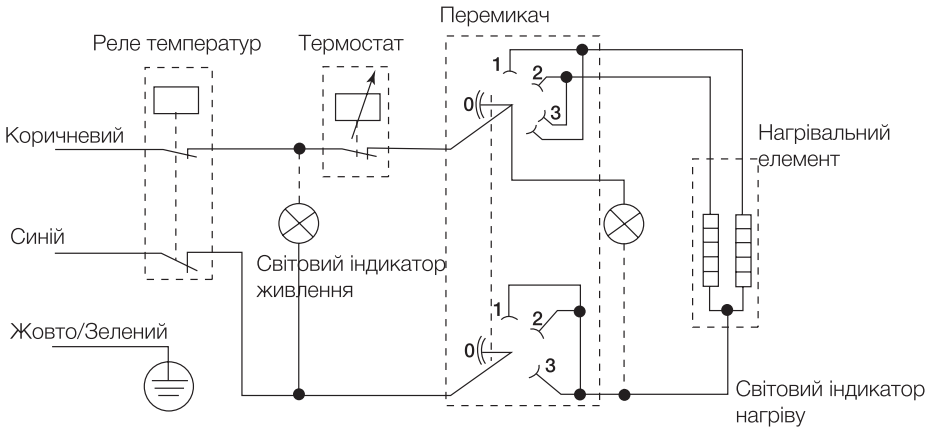 Перемикач
Реле температур
Термостат
1
2
3
0
Коричневий
Нагрівальний
елемент
Синій
Світовий індикатор
живлення
1
2
3
0
Жовто/Зелений
Світовий індикатор
нагріву